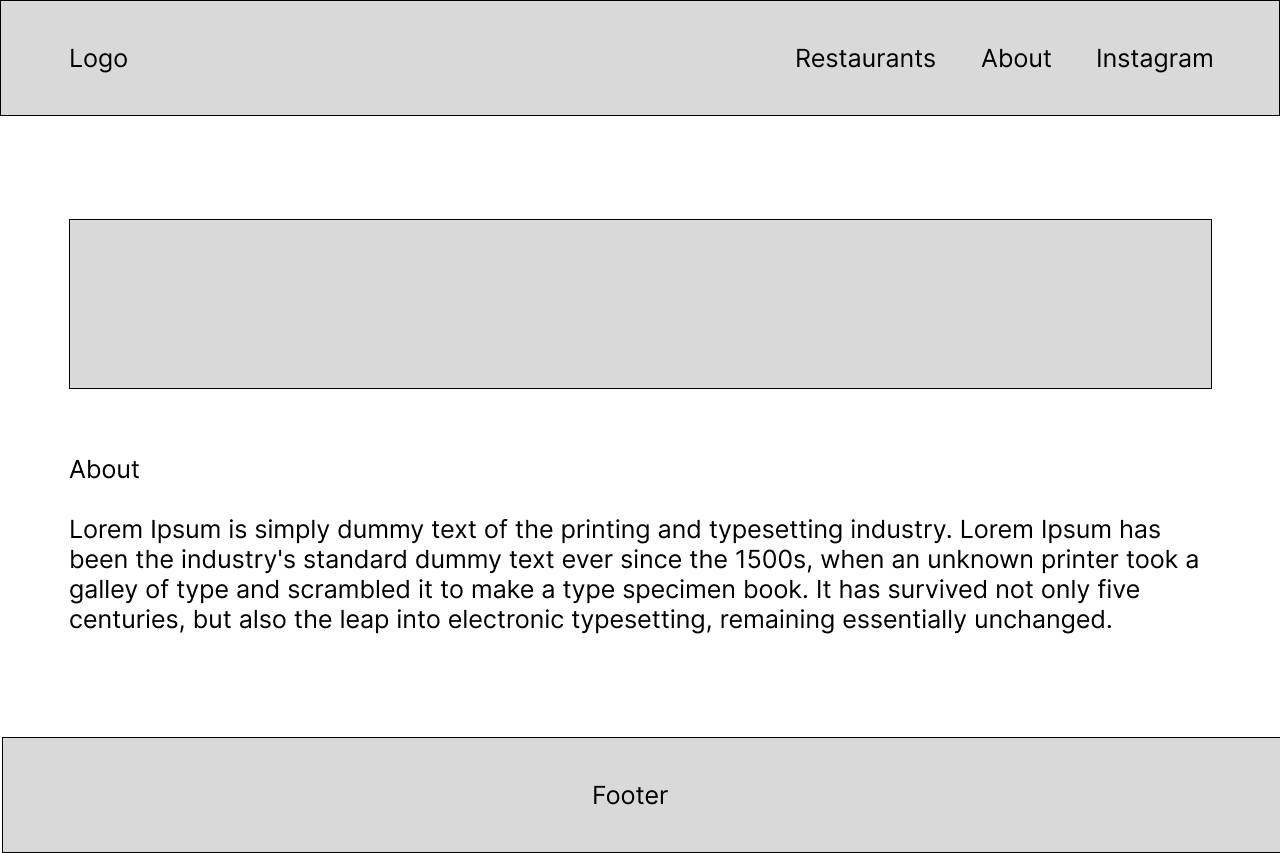 Logo
Restaurants About Instagram
About
Lorem Ipsum is simply dummy text of the printing and typesetting industry. Lorem Ipsum has
been the industry's standard dummy text ever since the 1500s, when an unknown printer took a
galley of type and scrambled it to make a type specimen book. It has survived not only five
centuries, but also the leap into electronic typesetting, remaining essentially unchanged.
Footer